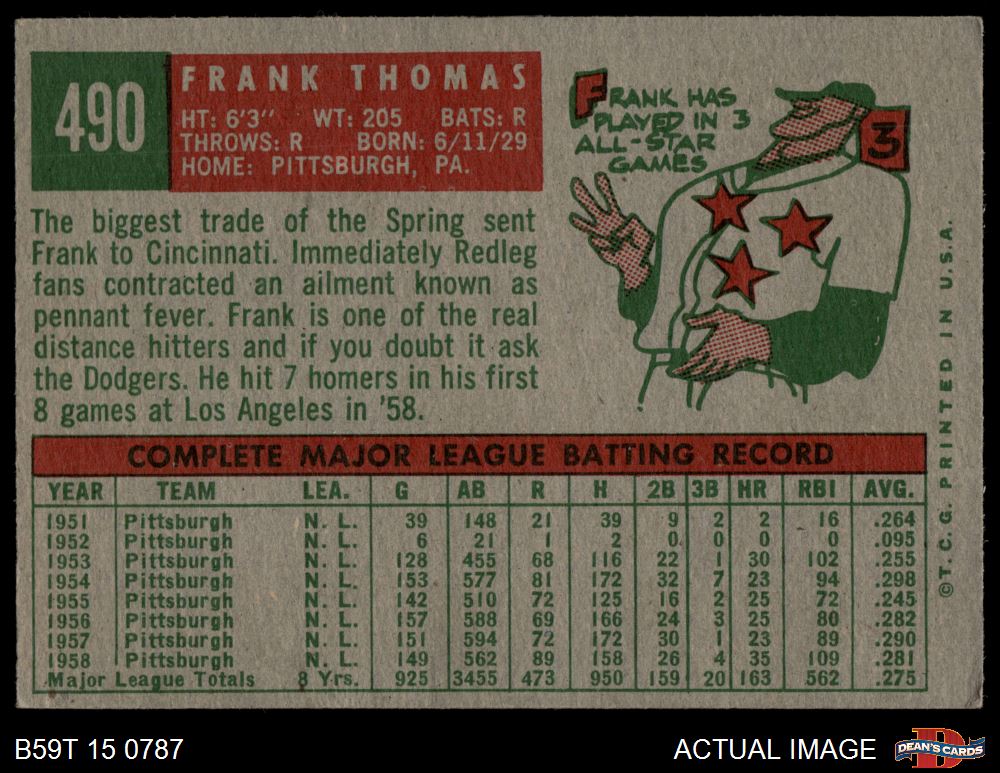 490
FRANK THOMAS
HT: 6'3" WT: 205 BATS: R
THROWS: R BORN: 6/11/29
HOME: PITTSBURGH, PA.
The biggest trade of the Spring sent
Frank to Cincinnati. Immediately Redleg
fans contracted an ailment known as
pennant fever. Frank is one of the real
distance hitters and if you doubt it ask
the Dodgers. He hit 7 homers in his first
8 games at Los Angeles in '58.
FRANK HAS
PLAYED IN 3
ALL-STAR
GAMES
3
COMPLETE MAJOR LEAGUE BATTING RECORD
YEAR TEAM LEA. G AB R H 2B 3B HR RBI AVG.
1951 Pittsburgh N. L. 39 148 21 39 9 2 2 16 .264
1952 Pittsburgh N. L. 6 21 1 2 0 0 0 0 .095
1953 Pittsburgh N. L. 128 455 68 116 22 1 30 102 .255
1954 Pittsburgh N. L. 153 577 81 172 32 7 23 94 .298
1955 Pittsburgh N. L. 142 510 72 125 16 2 25 72 .245
1956 Pittsburgh N. L. 157 588 69 166 24 3 25 80 .282
1957 Pittsburgh N. L. 151 594 72 172 30 1 23 89 .290
1958 Pittsburgh N. L. 149 562 89 158 26 4 35 109 .281
Major League Totals 8 Yrs. 925 3455 473 950 159 20 163 562 .275
©T. C. G. PRINTED IN U.S.A.
B59T 15 0787
ACTUAL IMAGE
D
DEAN'S CARDS